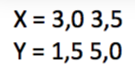 X = 3,0 3,5
Y = 1,5 5,0